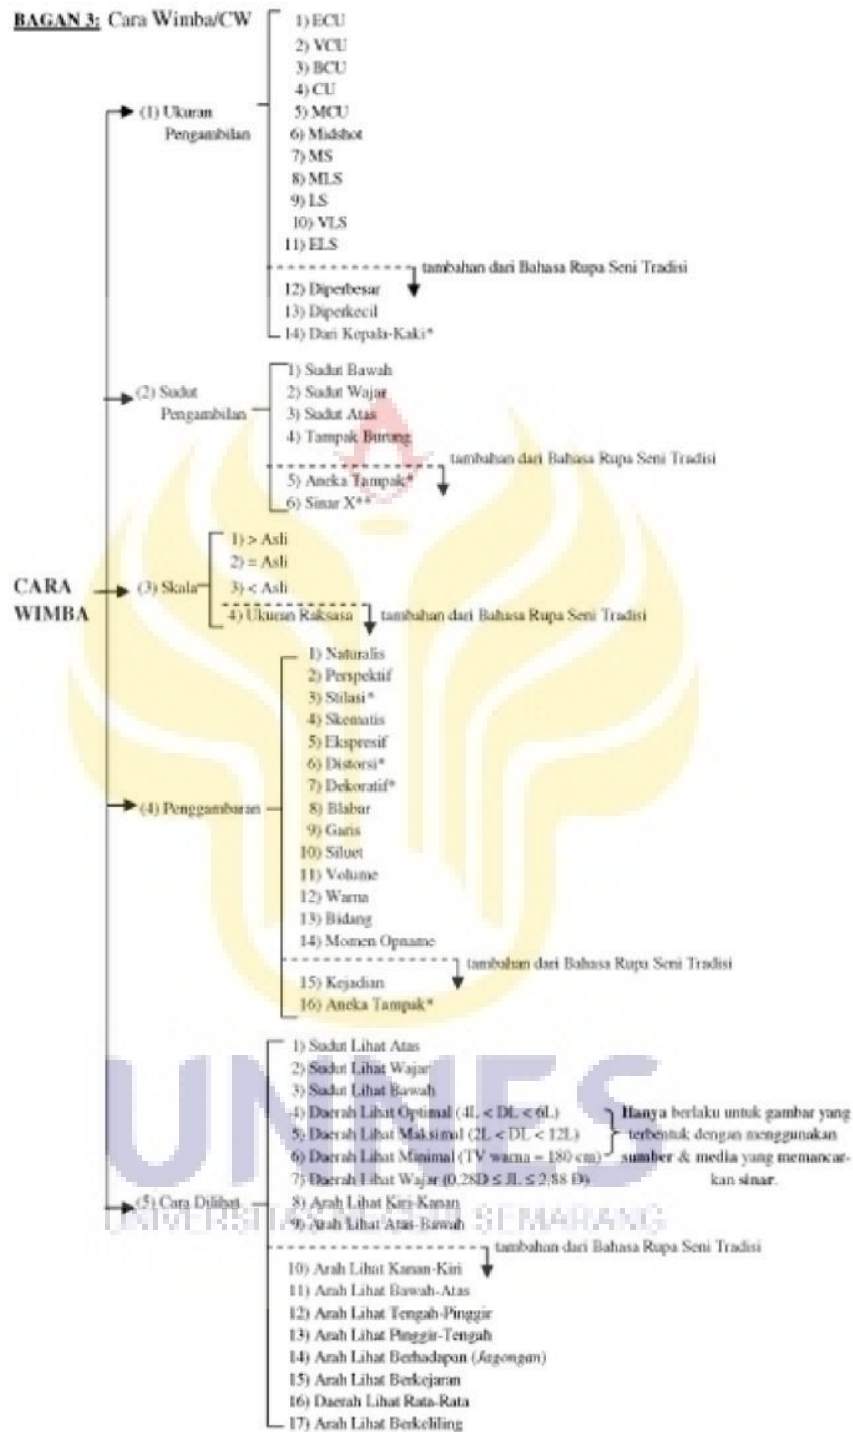 BAGAN 3: Cara Wimba/CW
1) ECU
2) VCU
3) BCU
4) CU
(1) Ukuran Pengambilan
5) MCU
6) Midshot
7) MS
8) MLS
9) LS
10) VLS
11) ELS
tambahan dari Bahasa Rupa Seni Tradisi
12) Diperbesar
13) Diperkecil
14) Dari Kepala-Kaki*
(2) Sudut Pengambilan
1) Sudut Bawah
2) Sudut Wajar
3) Sudut Atas
4) Tampak Burung
tambahan dari Bahasa Rupa Seni Tradisi
5) Aneka Tampak*
6) Sinar X**
CARA
WIMBA
(3) Skala
1) > Asli
2) = Asli
3) < Asli
4) Ukuran Raksasa
tambahan dari Bahasa Rupa Seni Tradisi
(4) Penggambaran
1) Naturalis
2) Perspektif
3) Stilasi*
4) Skematis
5) Ekspresif
6) Distorsi*
7) Dekoratif*
8) Blabar
9) Garis
10) Siluet
11) Volume
12) Warna
13) Bidang
14) Momen Opname
tambahan dari Bahasa Rupa Seni Tradisi
15) Kejadian
16) Aneka Tampak*
(5) Cara Dilihat
1) Sudut Lihat Atas
2) Sudut Lihat Wajar
3) Sudut Lihat Bawah
4) Daerah Lihat Optimal (4L < DL < 6L)
5) Daerah Lihat Maksimal (2L < DL < 12L)
6) Daerah Lihat Minimal (TV warna = 180 cm)
7) Daerah Lihat Wajar (0,28D ≤ JL ≤ 2,88 D)
Hanya berlaku untuk gambar yang
terbentuk dengan menggunakan
sumber & media yang memancar-
kan sinar.
8) Arah Lihat Kiri-Kanan
9) Arah Lihat Atas-Bawah
tambahan dari Bahasa Rupa Seni Tradisi
10) Arah Lihat Kanan-Kiri
11) Arah Lihat Bawah-Atas
12) Arah Lihat Tengah-Pinggir
13) Arah Lihat Pinggir-Tengah
14) Arah Lihat Berhadapan (Jagongan)
15) Arah Lihat Berkejaran
16) Daerah Lihat Rata-Rata
17) Arah Lihat Berkeliling
UNNES
UNIVERSITAS NEGERI SEMARANG